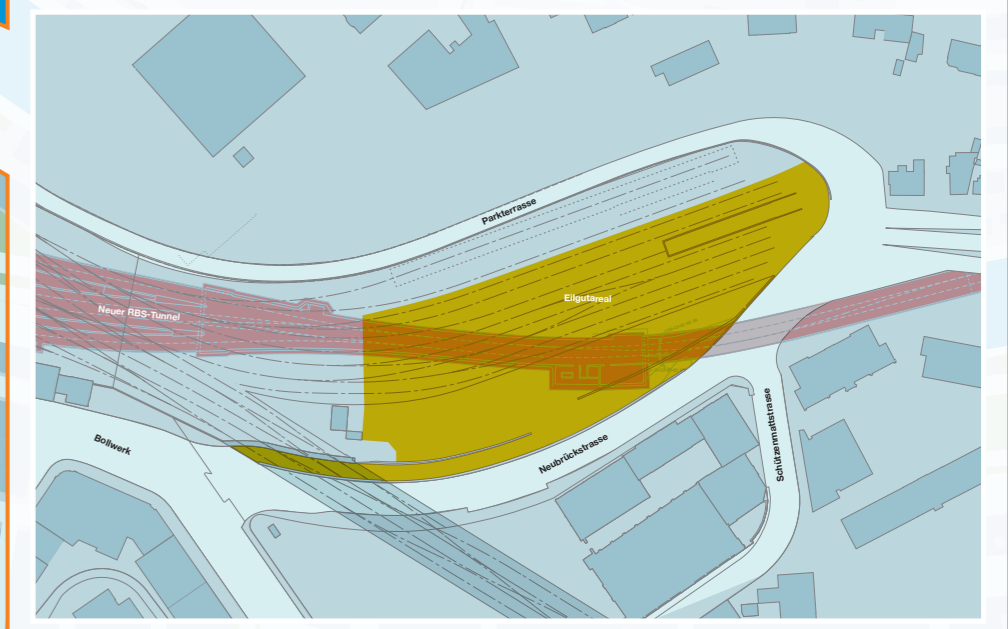 Parkterrasse
Eilgutareal
Neuer RBS-Tunnel
Bollwerk
Neubrückstrasse
Schützenmattstrasse